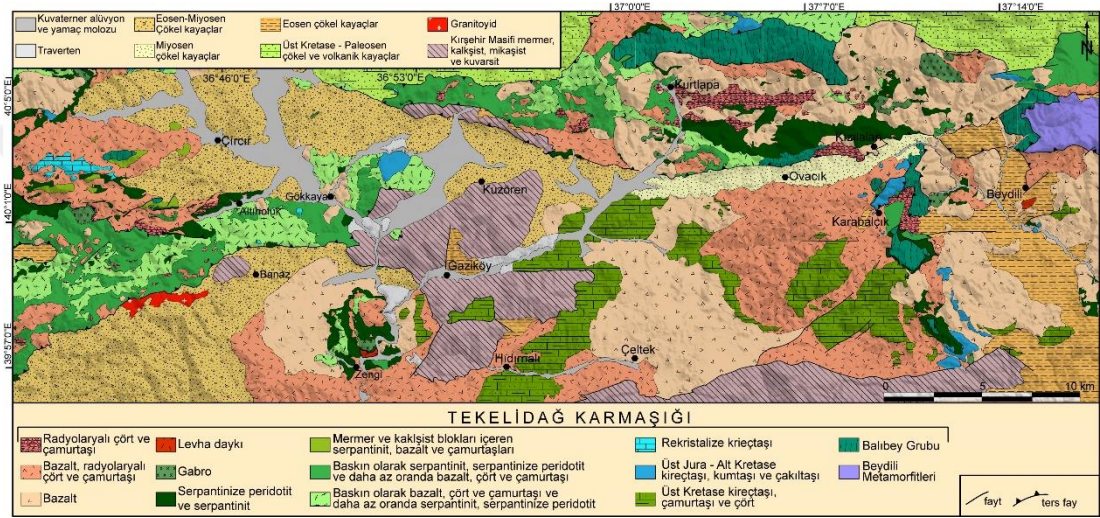 37°0'0"E
37°7'0"E
37°14'0"E
Kuvaterner alüvyon
ve yamaç molozu
Eosen-Miyosen
Çökel kayaçlar
Eosen çökel kayaçlar
Granitoyid
Traverten
Miyosen
çökel kayaçlar
Üst Kretase - Paleosen
çökel ve volkanik kayaçlar
Kırşehir Masifi mermer,
kalkşist, mikaşist
ve kuvarsit
N
36°46'0"E
36°53'0"E
40°5'0"E
40°1'0"E
39°57'0"E
Kurtlapa
Çırçır
Kızılalan
Ovacık
Kuzören
Beydili
Gökkaya
Altınoluk
Karabalçık
Banaz
Gaziköy
Zengi
Hıdırnalı
Çeltek
0
5
10 km
TEKELİDAĞ KARMAŞIĞI
Radyolaryalı çört ve
çamurtaşı
Bazalt, radyolaryalı
çört ve çamurtaşı
Bazalt
Levha daykı
Gabro
Serpantinize peridotit
ve serpantinit
Mermer ve kaklşist blokları içeren
serpantinit, bazalt ve çamurtaşları
Baskın olarak serpantinit, serpantinize peridotit
ve daha az oranda bazalt, çört ve çamurtaşı
Baskın olarak bazalt, çört ve çamurtaşı ve
daha az oranda serpantinit, serpantinize peridotit
Rekristalize krieçtaşı
Üst Jura - Alt Kretase
kireçtaşı, kumtaşı ve çakıltaşı
Üst Kretase kireçtaşı,
çamurtaşı ve çört
Balıbey Grubu
Beydili
Metamorfitleri
fayt
ters fay